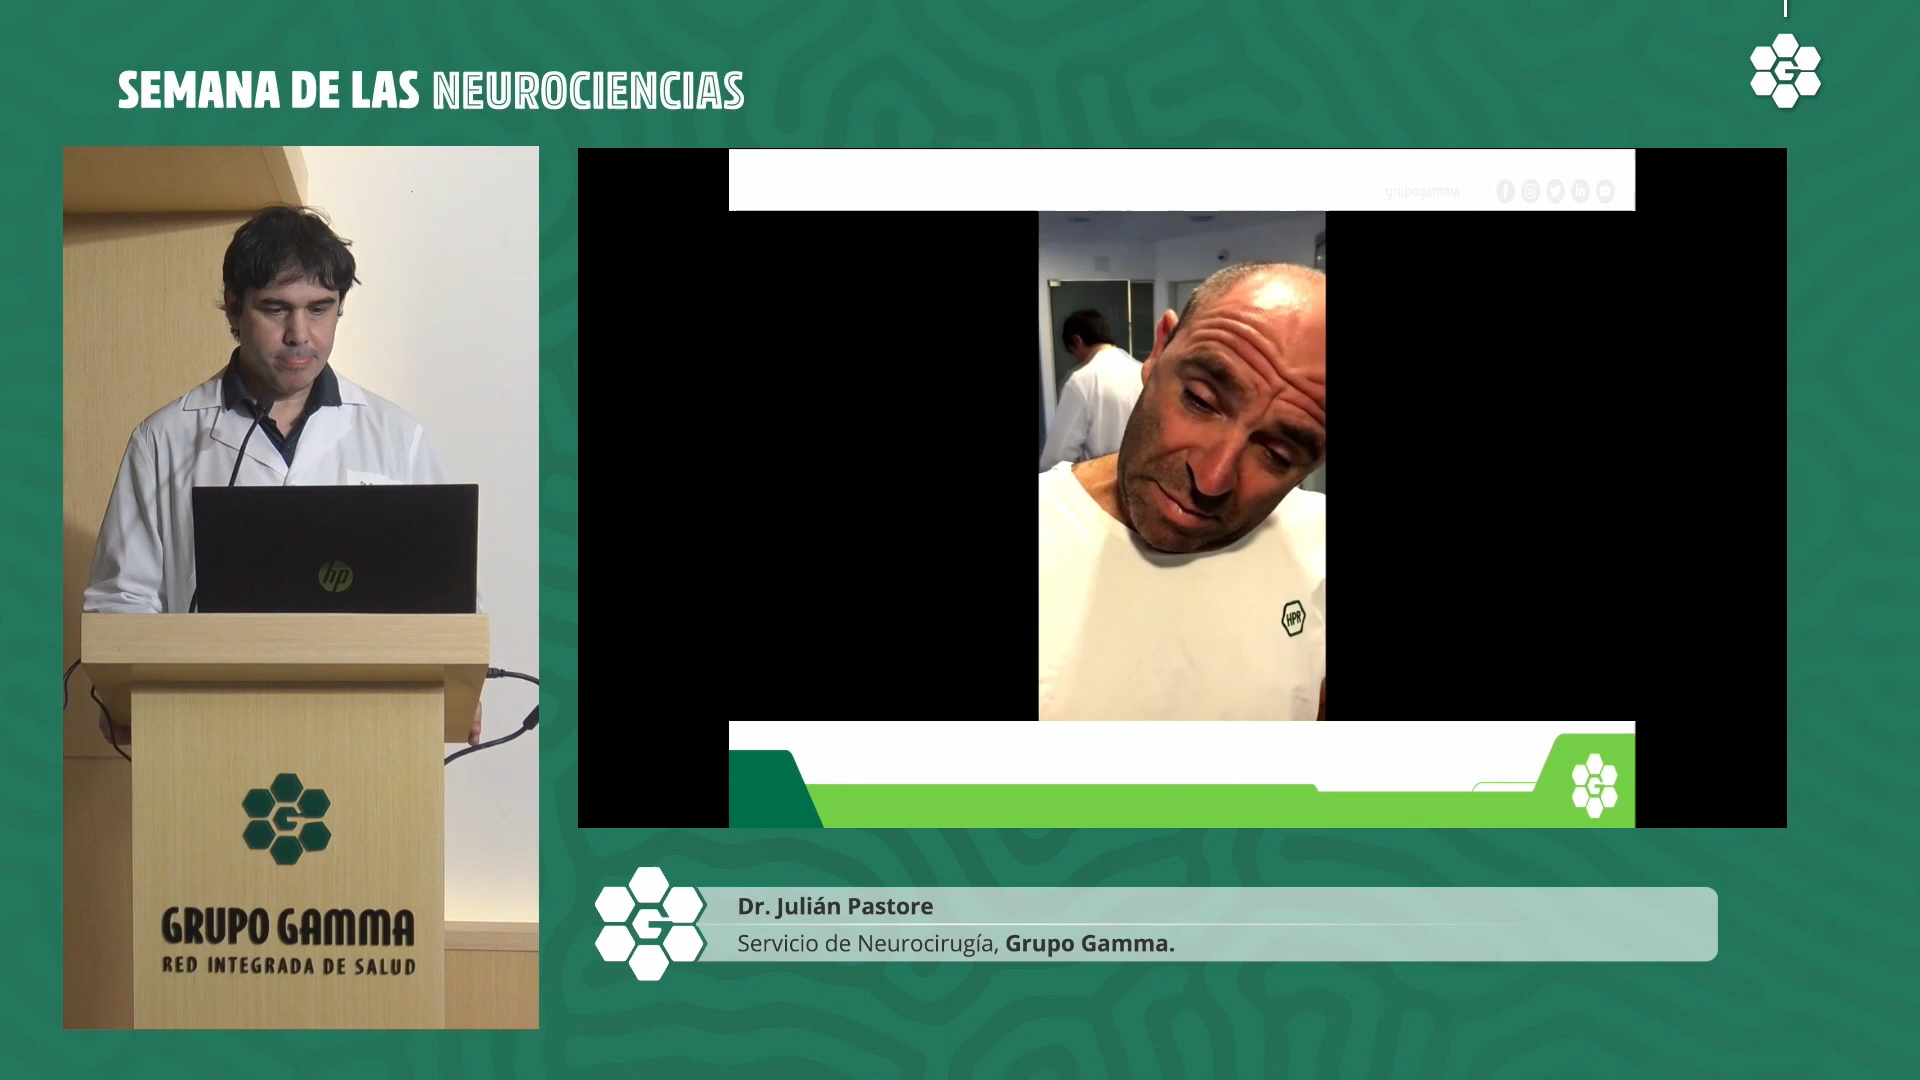 SEMANA DE LAS NEUROCIENCIAS
grupogamma
HPR
hp
GRUPO GAMMA
RED INTEGRADA DE SALUD
Dr. Julián Pastore
Servicio de Neurocirugía, Grupo Gamma.